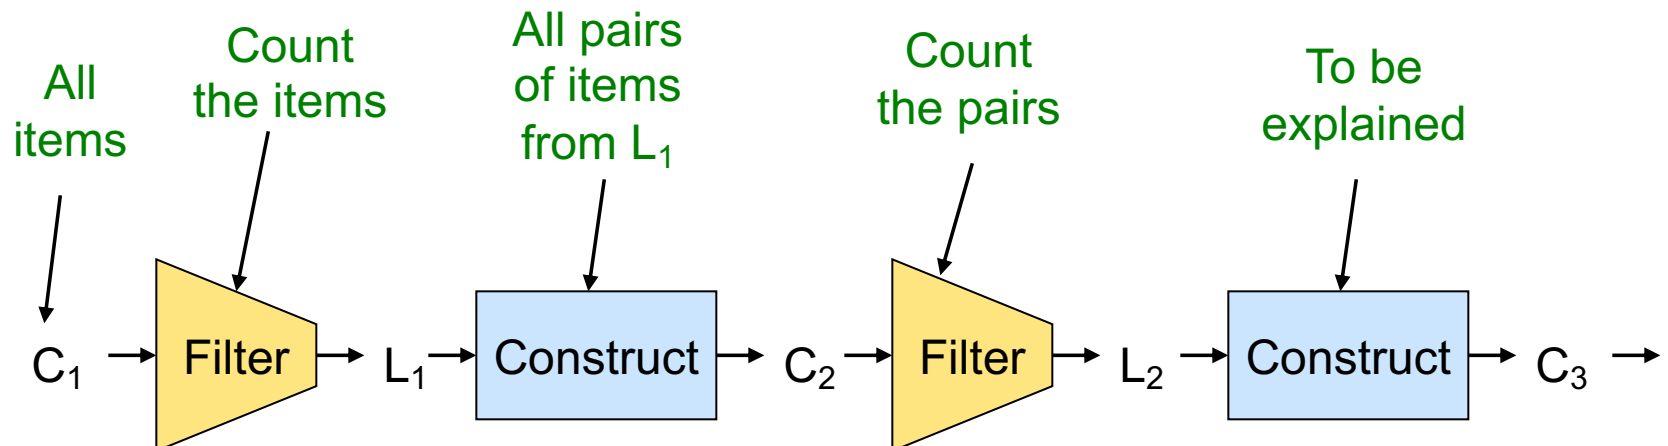 All
items
Count
the items
All pairs
of items
from L₁
Count
the pairs
To be
explained
C₁
Filter
L₁
Construct
C₂
Filter
L₂
Construct
C₃